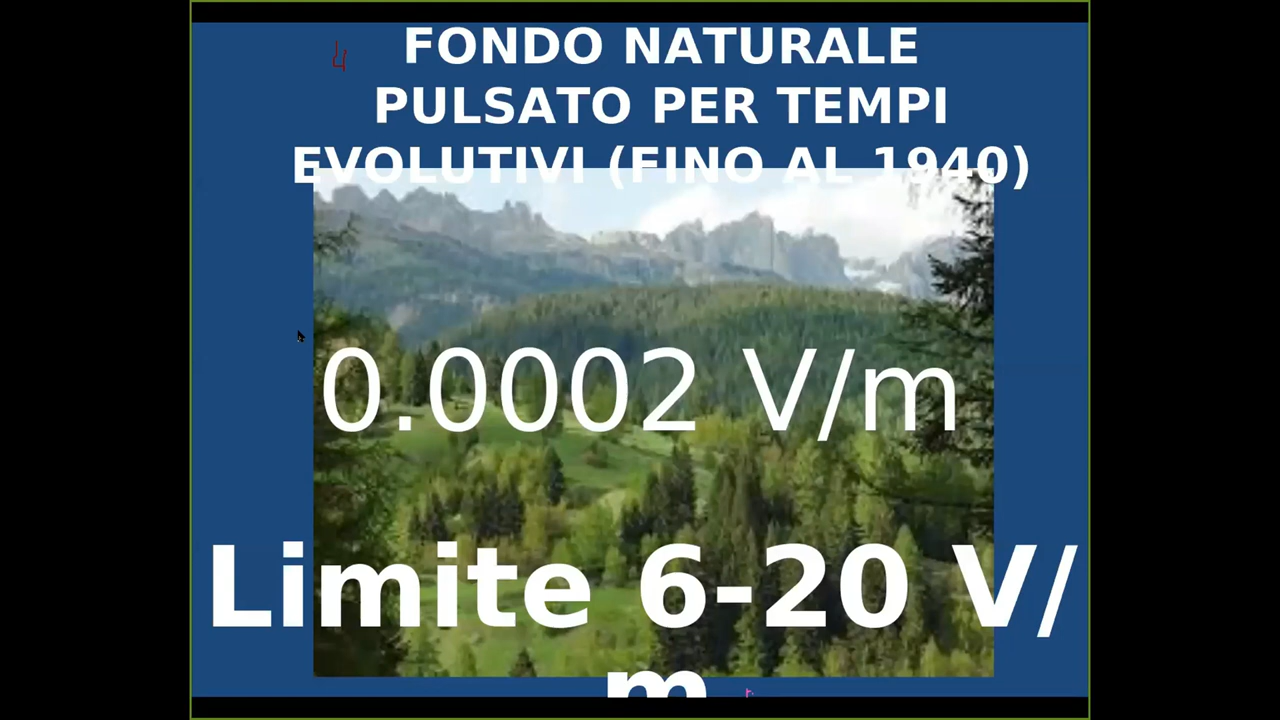 FONDO NATURALE
PULSATO PER TEMPI
EVOLUTIVI (FINO AL 1940)
0.0002 V/m
Limite 6-20 V/
m